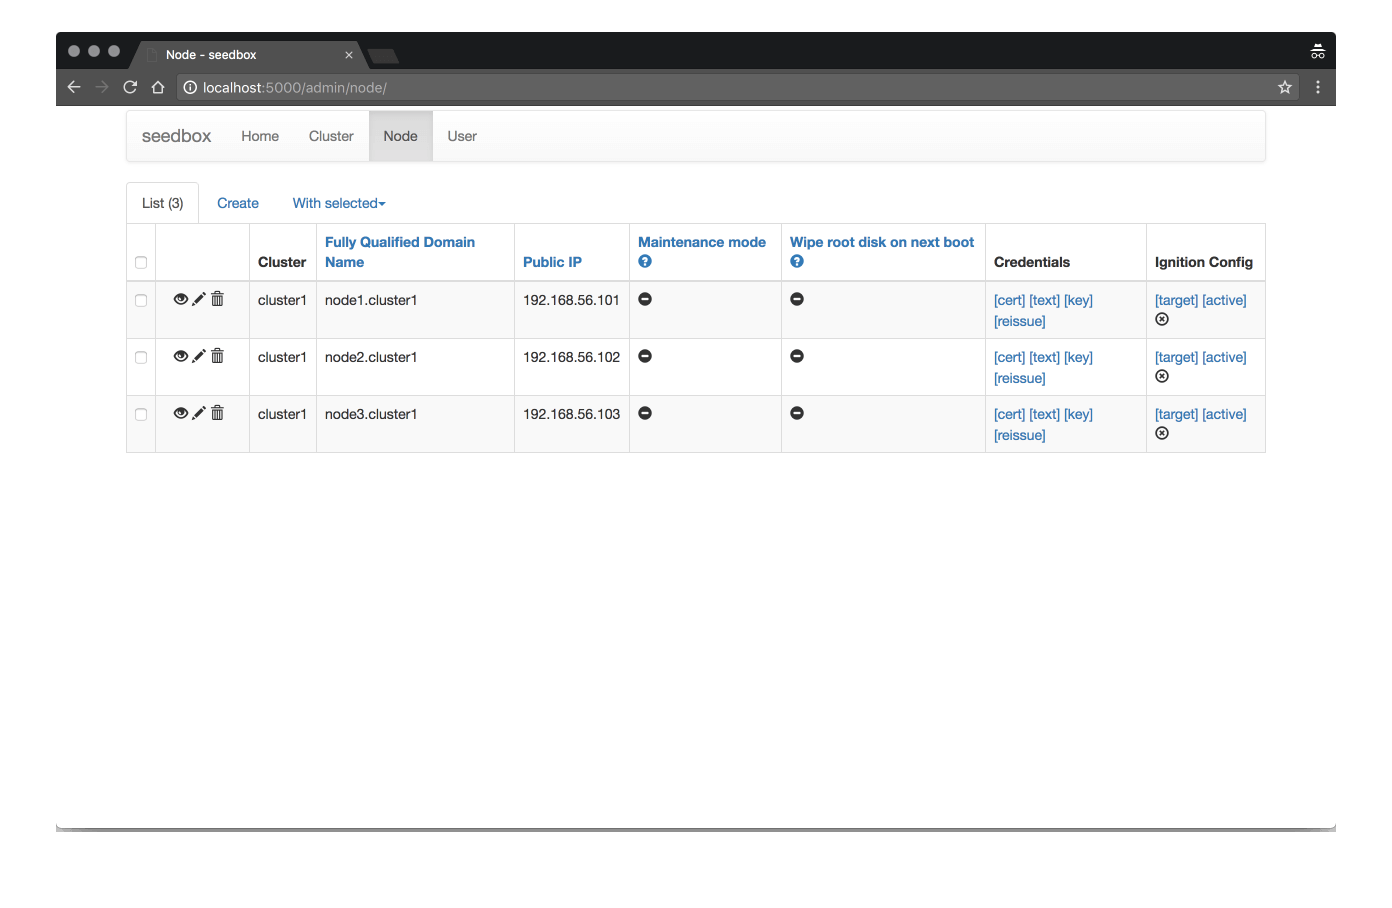 Node - seedbox
localhost:5000/admin/node/
seedbox Home Cluster Node User
List (3) Create With selected
Cluster Fully Qualified Domain Name Public IP Maintenance mode Wipe root disk on next boot Credentials Ignition Config
cluster1 node1.cluster1 192.168.56.101 [cert] [text] [key] [target] [active]
[reissue]
cluster1 node2.cluster1 192.168.56.102 [cert] [text] [key] [target] [active]
[reissue]
cluster1 node3.cluster1 192.168.56.103 [cert] [text] [key] [target] [active]
[reissue]